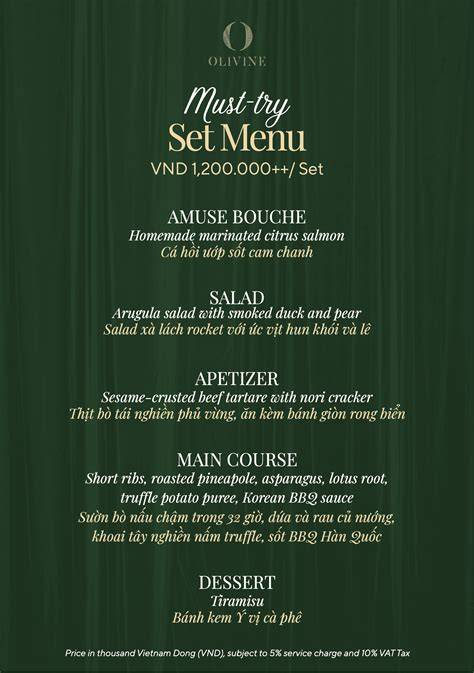 OLIVINE
Must-try
Set Menu
VND 1,200.000++/ Set
AMUSE BOUCHE
Homemade marinated citrus salmon
Cá hồi ướp sốt cam chanh
SALAD
Arugula salad with smoked duck and pear
Salad xà lách rocket với ức vịt hun khói và lê
APETIZER
Sesame-crusted beef tartare with nori cracker
Thịt bò tái nghiền phủ vừng, ăn kèm bánh giòn rong biển
MAIN COURSE
Short ribs, roasted pineapple, asparagus, lotus root,
truffle potato puree, Korean BBQ sauce
Sườn bò nấu chậm trong 32 giờ, dứa và rau củ nướng,
khoai tây nghiền nấm truffle, sốt BBQ Hàn Quốc
DESSERT
Tiramisu
Bánh kem Ý vị cà phê
Price in thousand Vietnam Dong (VND), subject to 5% service charge and 10% VAT Tax